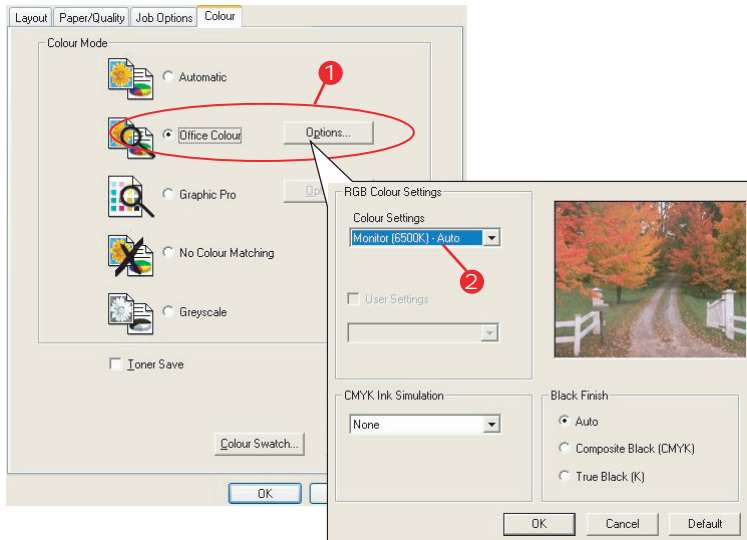 Layout Paper/Quality Job Options Colour
Colour Mode
1
Automatic
Office Colour Options...
Graphic Pro Op
No Colour Matching
Greyscale
Toner Save
Colour Swatch...
OK
RGB Colour Settings
Colour Settings
Monitor (6500K) - Auto
2
User Settings
CMYK Ink Simulation
None
Black Finish
Auto
Composite Black (CMYK)
True Black (K)
OK Cancel Default